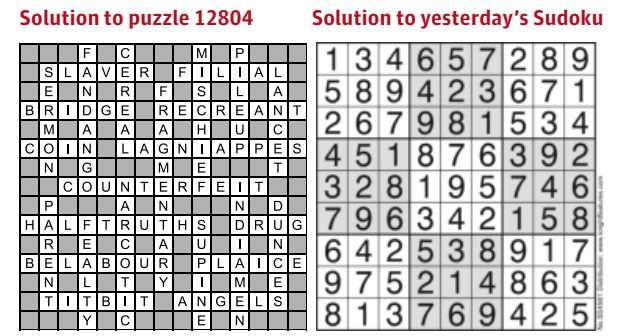 Solution to puzzle 12804
F C M P
SLAVER FILIAL
E N R F S L A
BRIDGE RECREANT
M A A A H U C
COIN LAGNIAPPES
N G M E T
COUNTERFEIT
P A N N D
HALFTRUTHS DRUG
R E C A U I N
BELABOUR PLAICE
N L T Y I M E
TITBIT ANGELS
Y C E N
Solution to yesterday's Sudoku
1 3 4 6 5 7 2 8 9
5 8 9 4 2 3 6 7 1
2 6 7 9 8 1 5 3 4
4 5 1 8 7 6 3 9 2
3 2 8 1 9 5 7 4 6
7 9 6 3 4 2 1 5 8
6 4 2 5 3 8 9 1 7
9 7 5 2 1 4 8 6 3
8 1 3 7 6 9 4 2 5